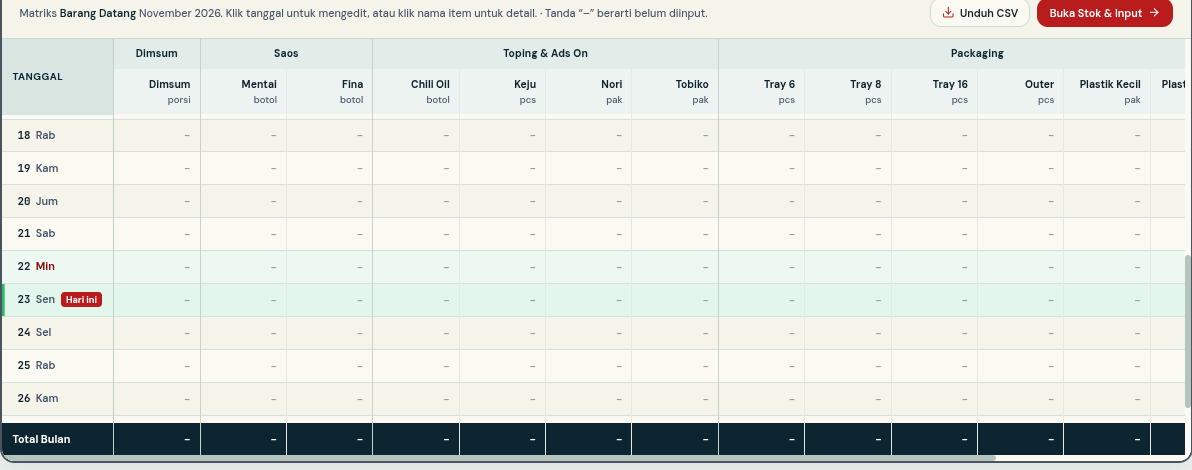 Matriks Barang Datang November 2026. Klik tanggal untuk mengedit, atau klik nama item untuk detail. · Tanda “–” berarti belum diinput.
Unduh CSV
Buka Stok & Input →
TANGGAL
Dimsum Saos Toping & Ads On Packaging
Dimsum Mentai Fina Chili Oil Keju Nori Tobiko Tray 6 Tray 8 Tray 16 Outer Plastik Kecil Plast
porsi botol botol botol pcs pak pak pcs pcs pcs pcs pak
18 Rab – – – – – – – – – – – –
19 Kam – – – – – – – – – – – –
20 Jum – – – – – – – – – – – –
21 Sab – – – – – – – – – – – –
22 Min – – – – – – – – – – – –
23 Sen Hari ini – – – – – – – – – – – –
24 Sel – – – – – – – – – – – –
25 Rab – – – – – – – – – – – –
26 Kam – – – – – – – – – – – –
Total Bulan – – – – – – – – – – – –